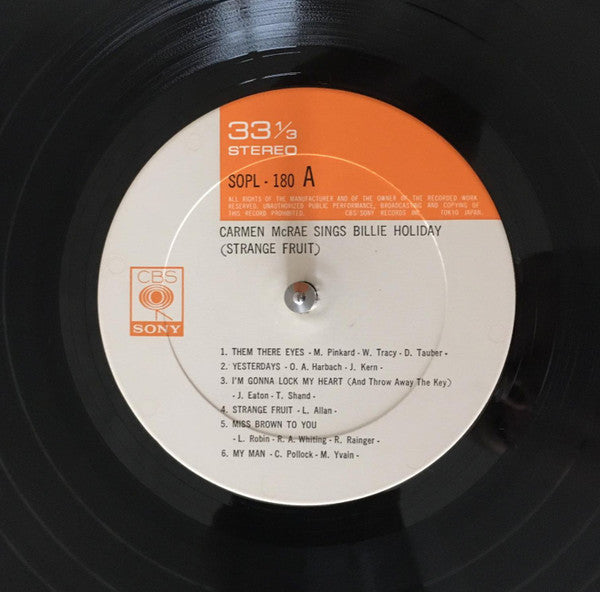 33 1/3
STEREO
SOPL - 180 A
ALL RIGHTS OF THE MANUFACTURER AND OF THE OWNER OF THE RECORDED WORK
RESERVED. UNAUTHORIZED PUBLIC PERFORMANCE, BROADCASTING AND COPYING OF
THIS RECORD PROHIBITED. CBS/SONY RECORDS INC. TOKYO JAPAN.
CARMEN McRAE SINGS BILLIE HOLIDAY
(STRANGE FRUIT)
CBS
SONY
1. THEM THERE EYES - M. Pinkard - W. Tracy - D. Tauber -
2. YESTERDAYS - O. A. Harbach - J. Kern -
3. I'M GONNA LOCK MY HEART (And Throw Away The Key)
- J. Eaton - T. Shand -
4. STRANGE FRUIT - L. Allan -
5. MISS BROWN TO YOU
- L. Robin - R. A. Whiting - R. Rainger -
6. MY MAN - C. Pollock - M. Yvain -